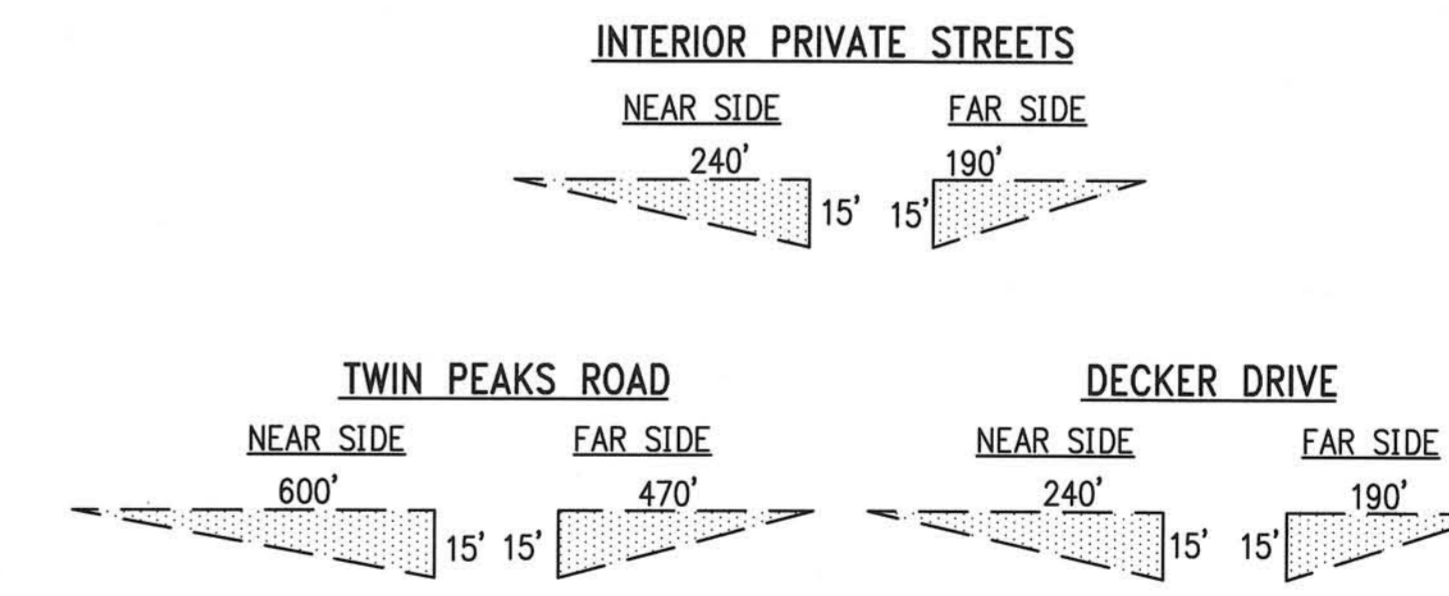 INTERIOR PRIVATE STREETS
NEAR SIDE FAR SIDE
240' 190'
15' 15'
TWIN PEAKS ROAD DECKER DRIVE
NEAR SIDE FAR SIDE NEAR SIDE FAR SIDE
600' 470' 240' 190'
15' 15' 15' 15'